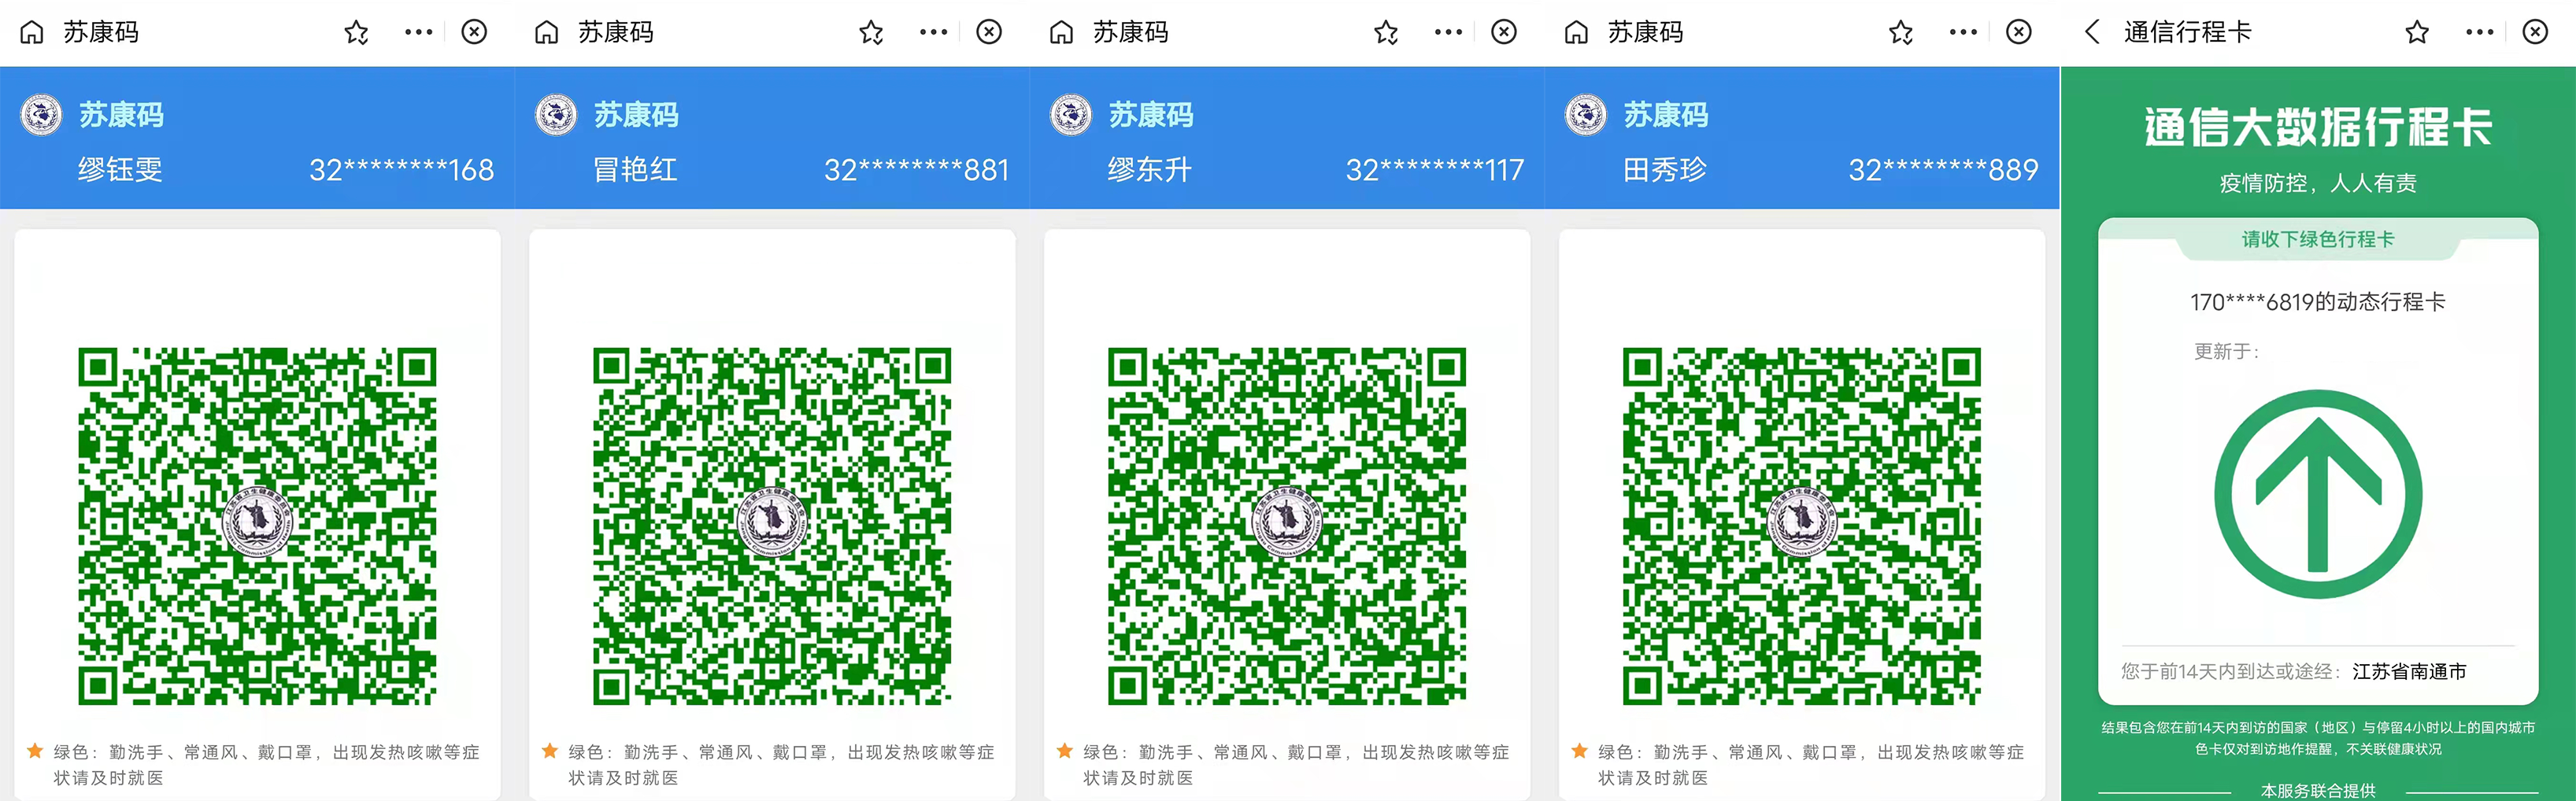 苏康码
苏康码
缪钰雯 32********168
绿色：勤洗手、常通风、戴口罩，出现发热咳嗽等症
状请及时就医
苏康码
苏康码
冒艳红 32********881
绿色：勤洗手、常通风、戴口罩，出现发热咳嗽等症
状请及时就医
苏康码
苏康码
缪东升 32********117
绿色：勤洗手、常通风、戴口罩，出现发热咳嗽等症
状请及时就医
苏康码
苏康码
田秀珍 32********889
绿色：勤洗手、常通风、戴口罩，出现发热咳嗽等症
状请及时就医
通信行程卡
通信大数据行程卡
疫情防控，人人有责
请收下绿色行程卡
170****6819的动态行程卡
更新于：
您于前14天内到达或途经：江苏省南通市
结果包含您在前14天内到访的国家（地区）与停留4小时以上的国内城市
色卡仅对到访地作提醒，不关联健康状况
本服务联合提供